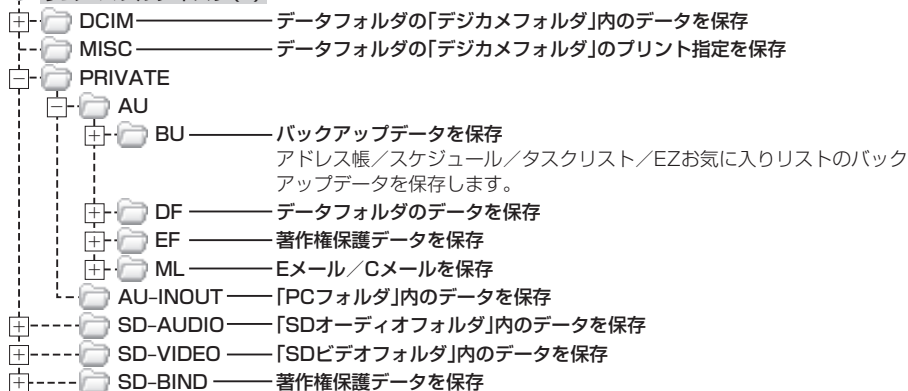 DCIM データフォルダの「デジカメフォルダ」内のデータを保存
MISC データフォルダの「デジカメフォルダ」のプリント指定を保存
PRIVATE
AU
BU バックアップデータを保存
アドレス帳／スケジュール／タスクリスト／EZお気に入りリストのバック
アップデータを保存します。
DF データフォルダのデータを保存
EF 著作権保護データを保存
ML Eメール／Cメールを保存
AU-INOUT 「PCフォルダ」内のデータを保存
SD-AUDIO 「SDオーディオフォルダ」内のデータを保存
SD-VIDEO 「SDビデオフォルダ」内のデータを保存
SD-BIND 著作権保護データを保存